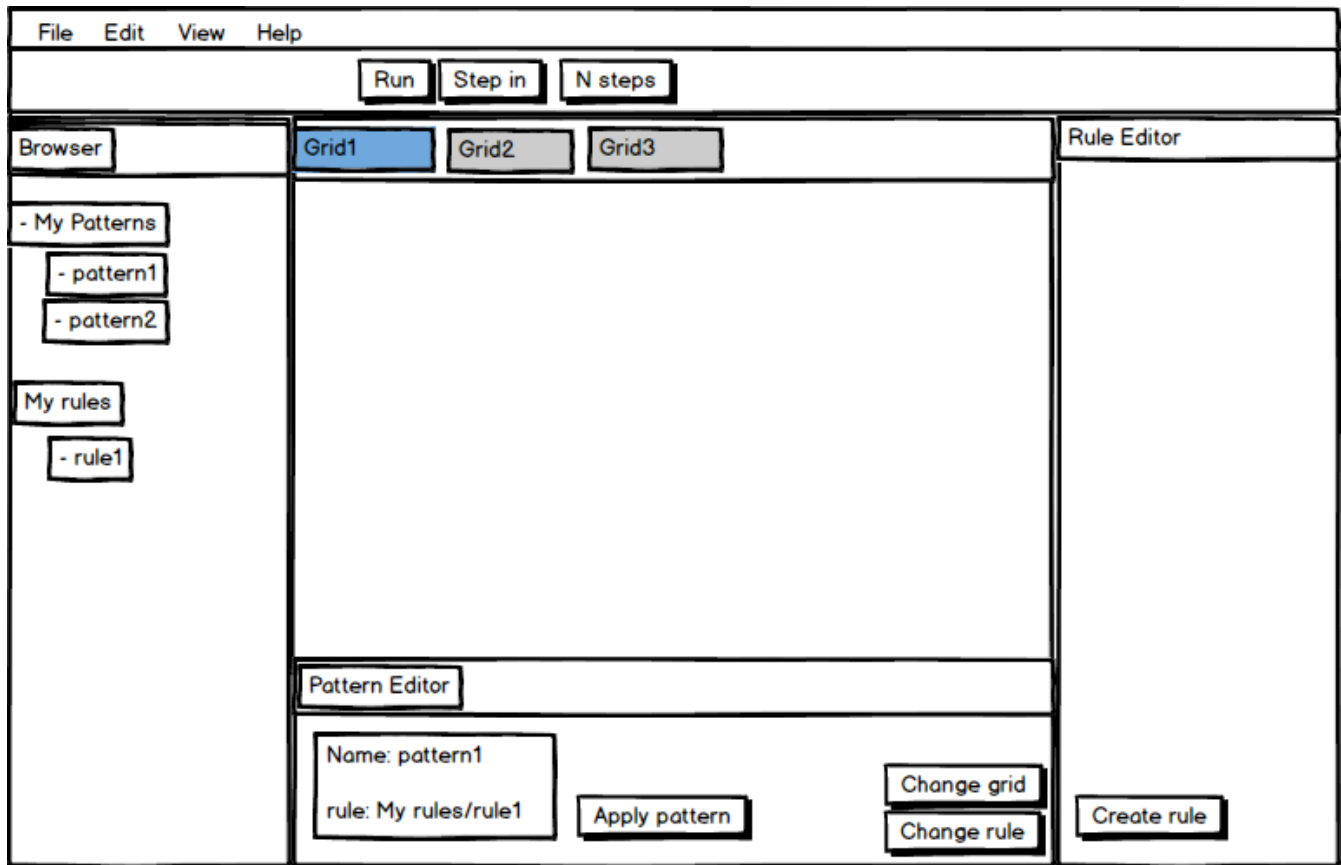 File Edit View Help
Run Step in N steps
Browser
- My Patterns
- pattern1
- pattern2
My rules
- rule1
Grid1 Grid2 Grid3
Pattern Editor
Name: pattern1
rule: My rules/rule1
Apply pattern
Change grid
Change rule
Rule Editor
Create rule